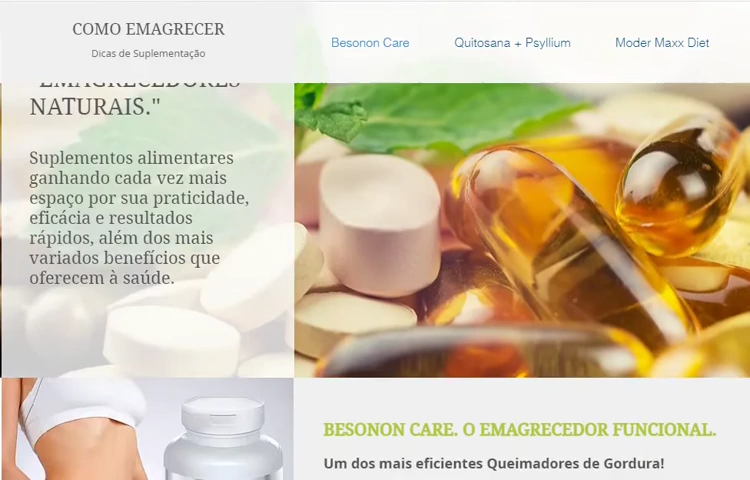 COMO EMAGRECER
Dicas de Suplementação
Besonon Care
Quitosana + Psyllium
Moder Maxx Diet
"EMAGRECEDORES
NATURAIS."
Suplementos alimentares
ganhando cada vez mais
espaço por sua praticidade,
eficácia e resultados
rápidos, além dos mais
variados benefícios que
oferecem à saúde.
BESONON CARE. O EMAGRECEDOR FUNCIONAL.
Um dos mais eficientes Queimadores de Gordura!